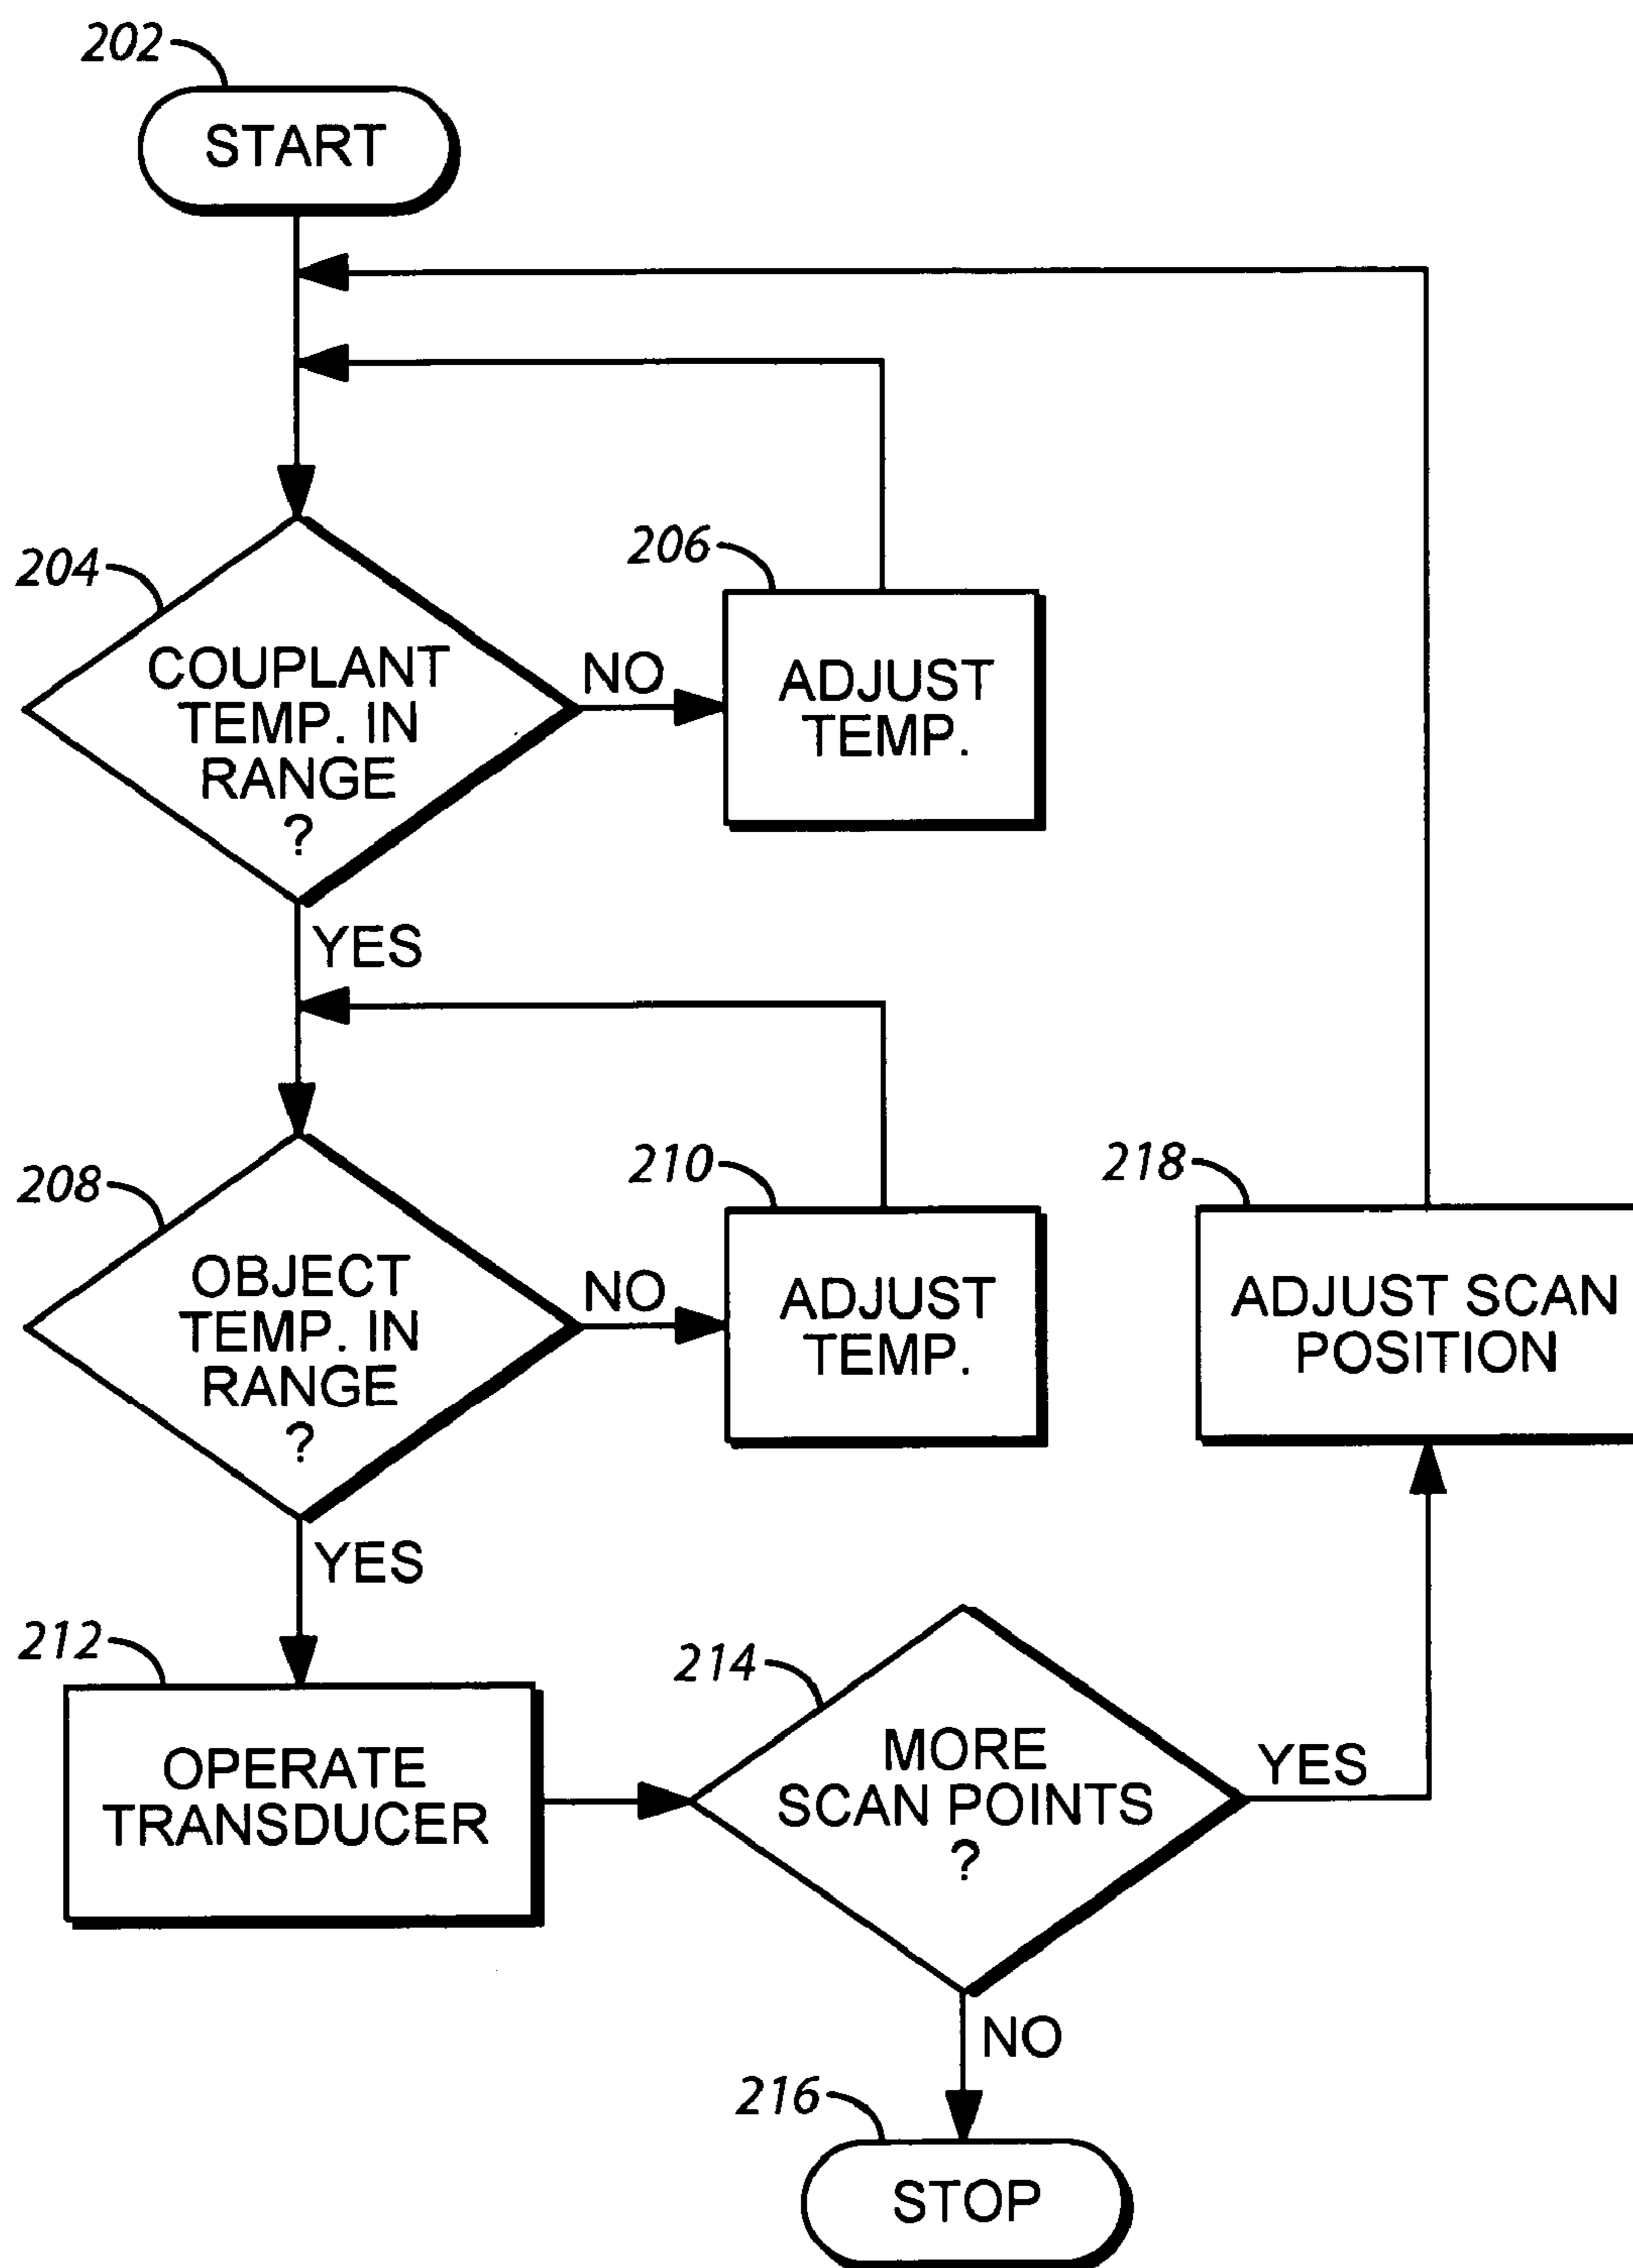 202
START
204
COUPLANT
TEMP. IN
RANGE
?
NO
206
ADJUST
TEMP.
YES
208
OBJECT
TEMP. IN
RANGE
?
NO
210
ADJUST
TEMP.
218
ADJUST SCAN
POSITION
YES
212
OPERATE
TRANSDUCER
214
MORE
SCAN POINTS
?
YES
NO
216
STOP